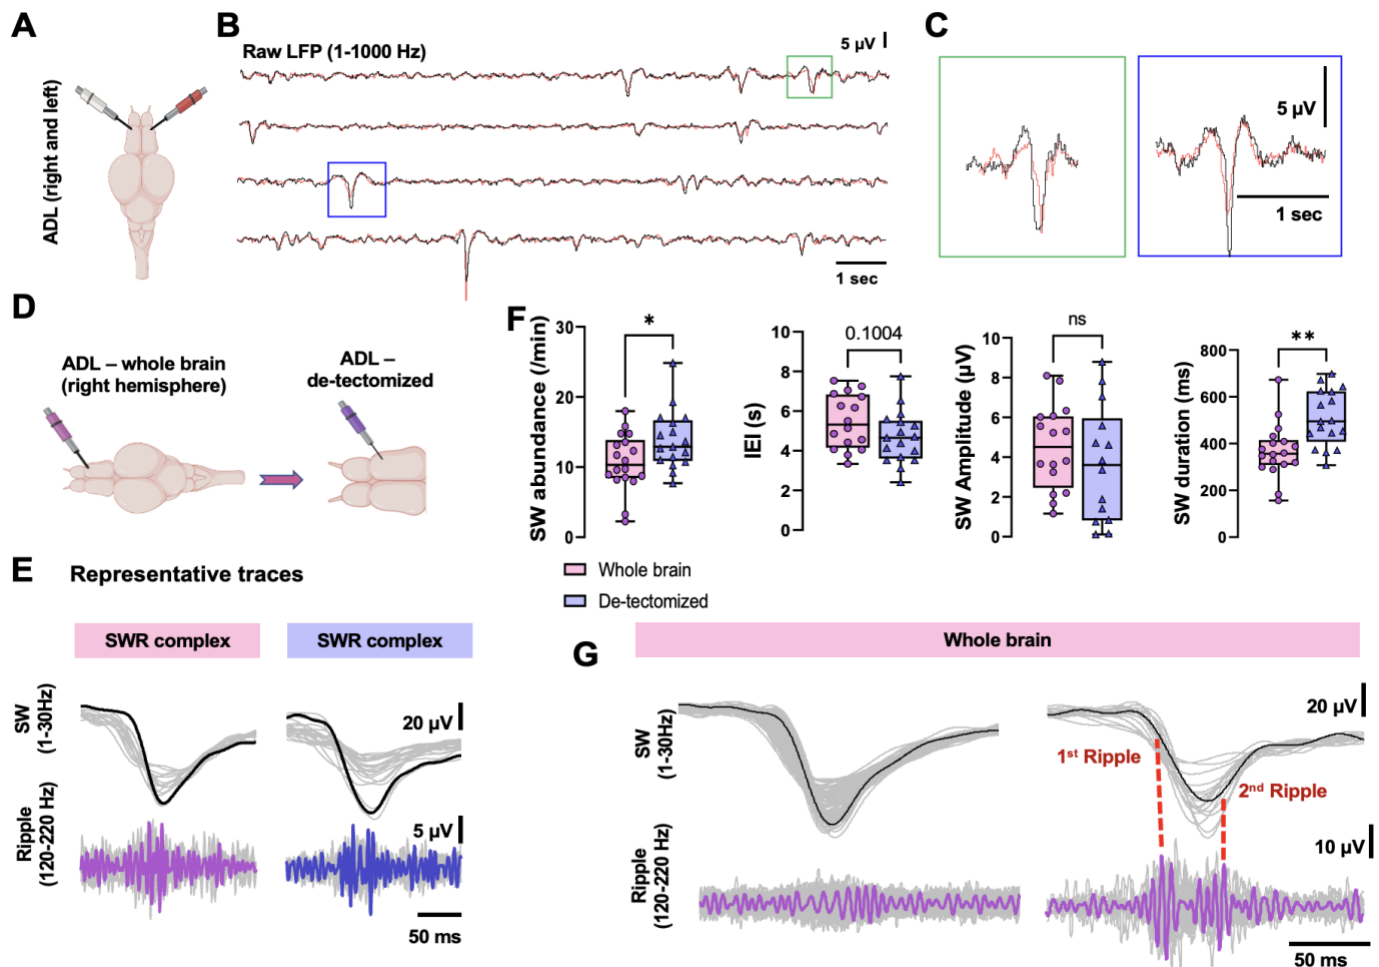 A
B
C
Raw LFP (1-1000 Hz)
5 µV
ADL (right and left)
1 sec
5 µV
1 sec
D
ADL – whole brain
(right hemisphere)
ADL –
de-tectomized
F
SW abundance (/min)
30
20
10
0
*
IEI (s)
10
8
6
4
2
0
0.1004
SW Amplitude (µV)
10
8
6
4
2
0
ns
SW duration (ms)
800
600
400
200
0
**
Whole brain
De-tectomized
E
Representative traces
SWR complex
SWR complex
SW
(1-30Hz)
20 µV
Ripple
(120-220 Hz)
5 µV
50 ms
G
Whole brain
SW
(1-30Hz)
20 µV
1st Ripple
2nd Ripple
Ripple
(120-220 Hz)
10 µV
50 ms